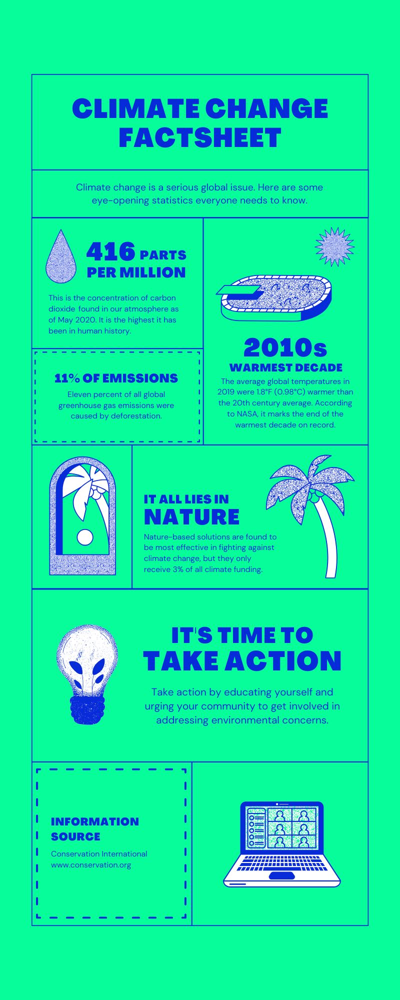 CLIMATE CHANGE
FACTSHEET
Climate change is a serious global issue. Here are some
eye-opening statistics everyone needs to know.
416 PARTS
PER MILLION
This is the concentration of carbon
dioxide found in our atmosphere as
of May 2020. It is the highest it has
been in human history.
11% OF EMISSIONS
Eleven percent of all global
greenhouse gas emissions were
caused by deforestation.
2010s
WARMEST DECADE
The average global temperatures in
2019 were 1.8°F (0.98°C) warmer than
the 20th century average. According
to NASA, it marks the end of the
warmest decade on record.
IT ALL LIES IN
NATURE
Nature-based solutions are found to
be most effective in fighting against
climate change, but they only
receive 3% of all climate funding.
IT'S TIME TO
TAKE ACTION
Take action by educating yourself and
urging your community to get involved in
addressing environmental concerns.
INFORMATION
SOURCE
Conservation International
www.conservation.org